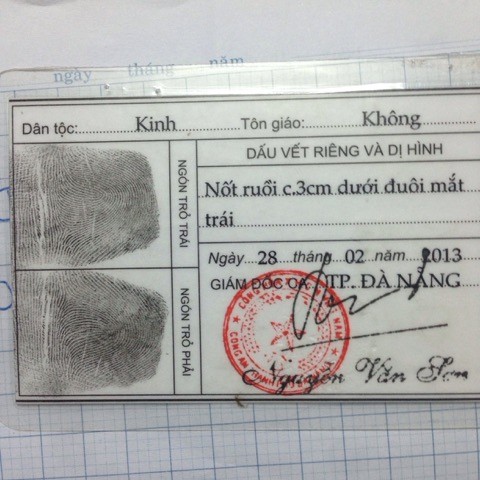 ngày tháng năm
Dân tộc: Kinh Tôn giáo: Không
NGÓN TRỎ TRÁI
DẤU VẾT RIÊNG VÀ DỊ HÌNH
Nốt ruồi c.3cm dưới đuôi mắt
trái
Ngày 28 tháng 02 năm 2013
NGÓN TRỎ PHẢI
GIÁM ĐỐC CA TP. ĐÀ NẴNG
Nguyễn Văn Sơn